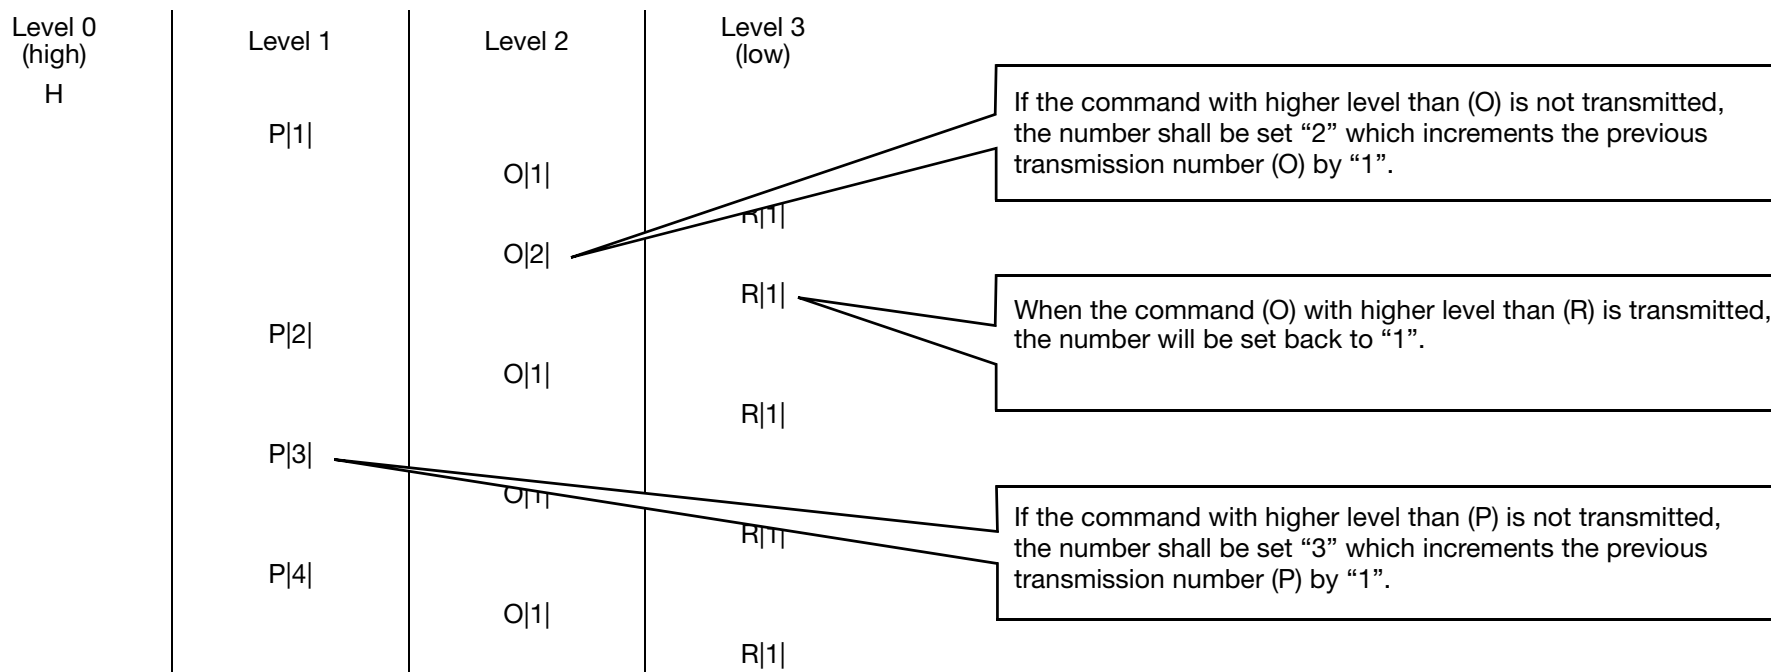 Level 0
(high)
Level 1
Level 2
Level 3
(low)
H
P|1|
O|1|
R|1|
O|2|
R|1|
P|2|
O|1|
R|1|
P|3|
O|1|
R|1|
P|4|
O|1|
R|1|
If the command with higher level than (O) is not transmitted,
the number shall be set “2” which increments the previous
transmission number (O) by “1”.
When the command (O) with higher level than (R) is transmitted,
the number will be set back to “1”.
If the command with higher level than (P) is not transmitted,
the number shall be set “3” which increments the previous
transmission number (P) by “1”.